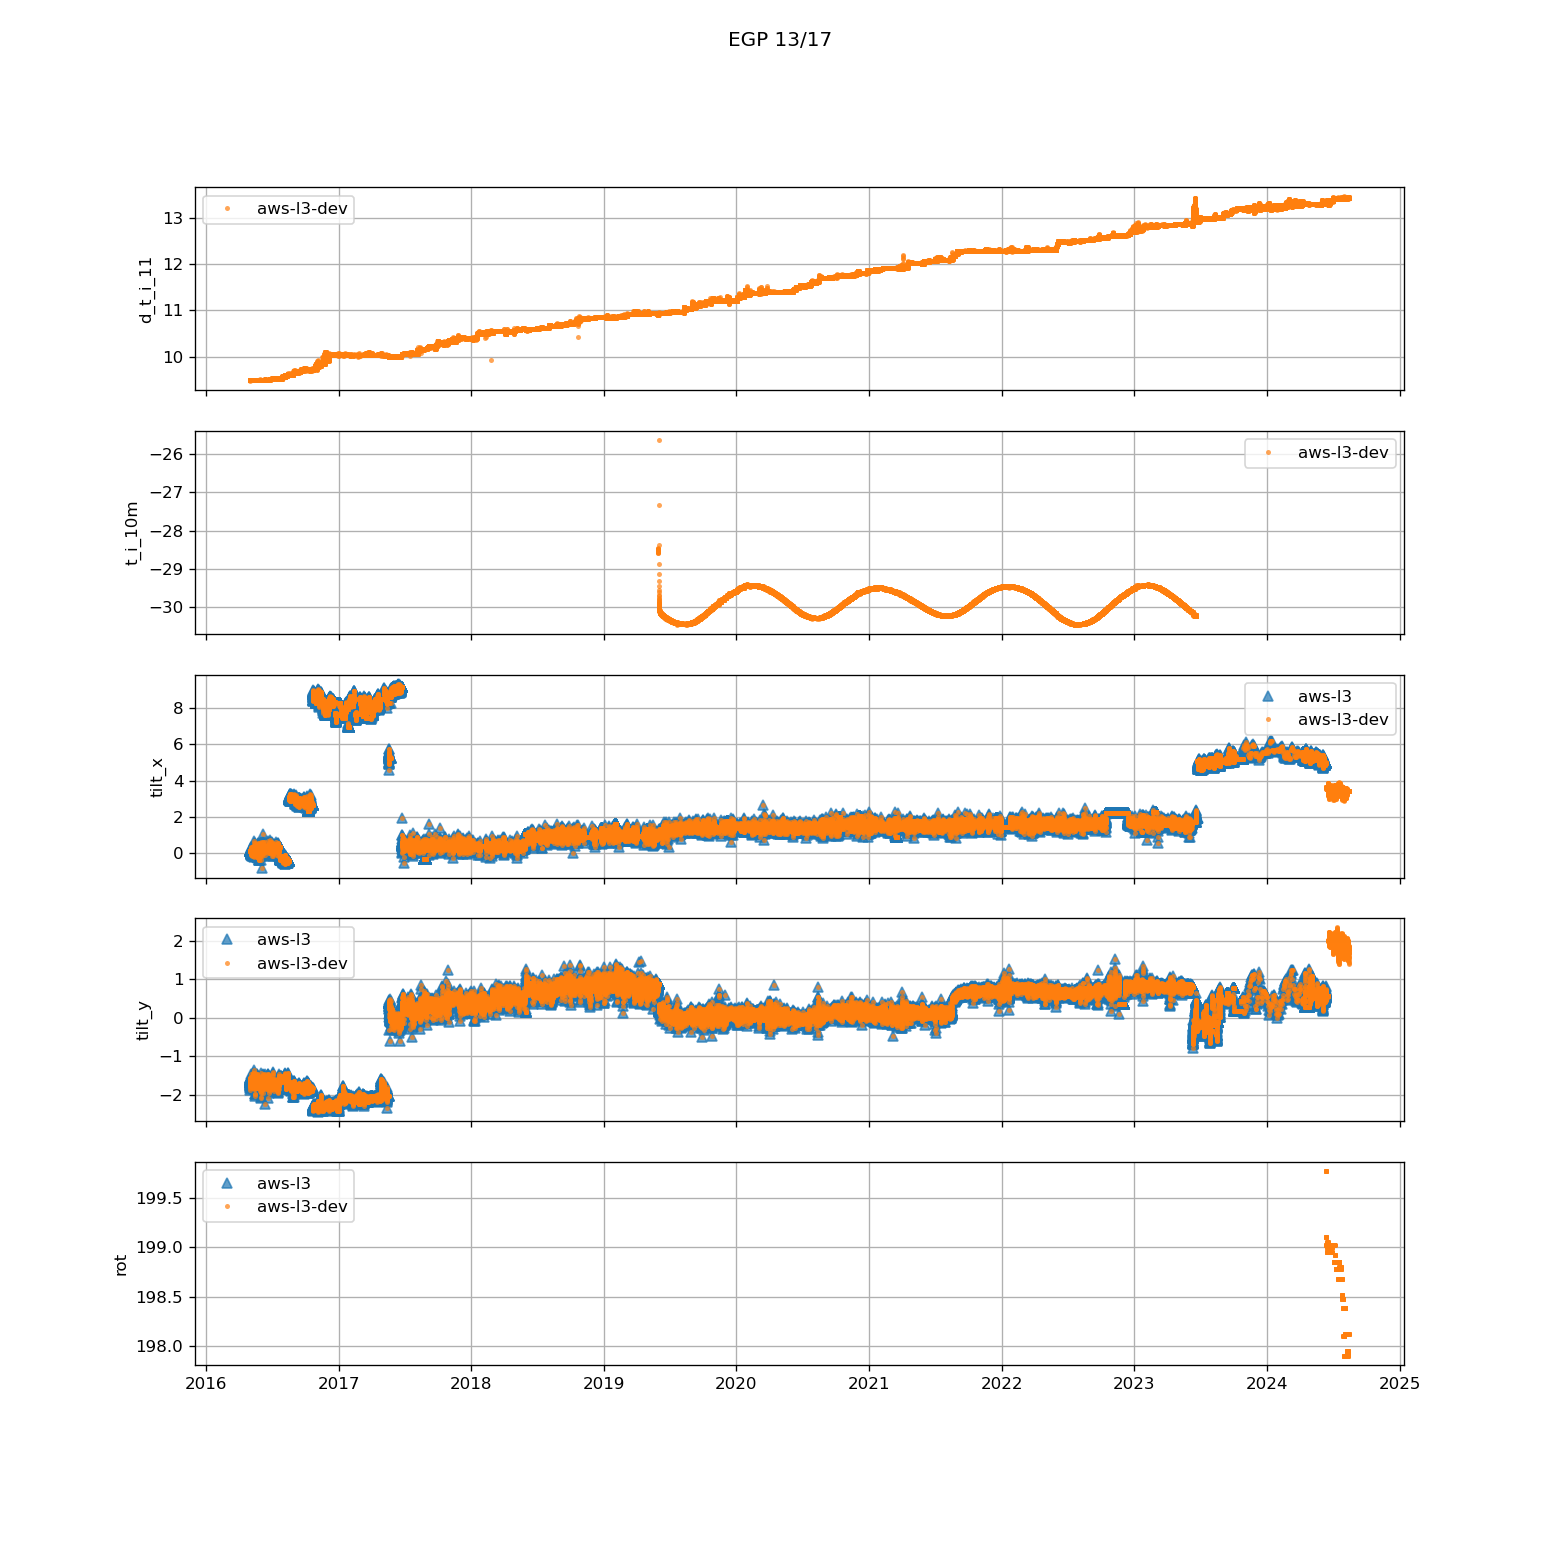 EGP 13/17
aws-l3-dev
13
12
11
10
d_t_i_11
aws-l3-dev
−26
−27
−28
−29
−30
t_i_10m
aws-l3
aws-l3-dev
8
6
4
2
0
tilt_x
aws-l3
aws-l3-dev
2
1
0
−1
−2
tilt_y
aws-l3
aws-l3-dev
199.5
199.0
198.5
198.0
rot
2016 2017 2018 2019 2020 2021 2022 2023 2024 2025